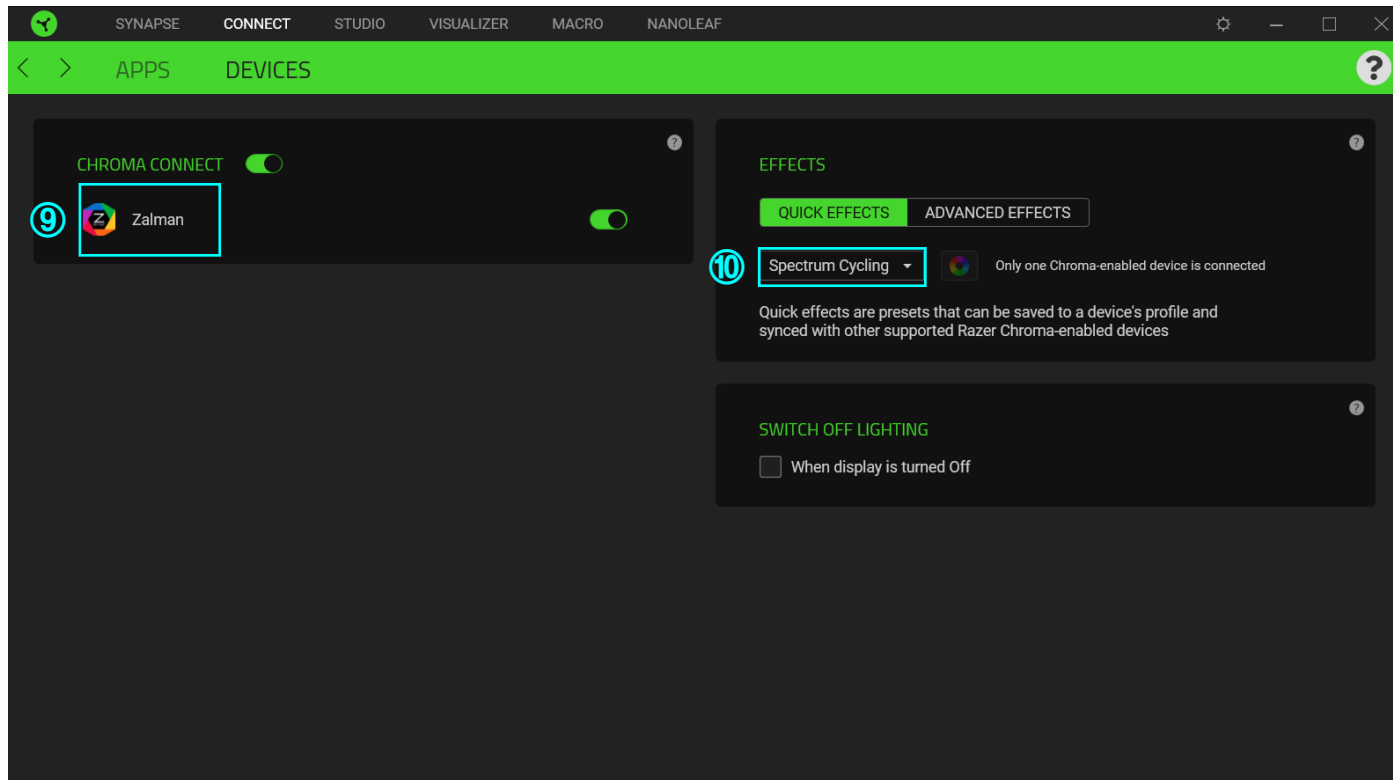 SYNAPSE CONNECT STUDIO VISUALIZER MACRO NANOLEAF
APPS DEVICES ?
CHROMA CONNECT ?
⑨ Z Zalman
EFFECTS ?
QUICK EFFECTS ADVANCED EFFECTS
⑩ Spectrum Cycling Only one Chroma-enabled device is connected
Quick effects are presets that can be saved to a device's profile and
synced with other supported Razer Chroma-enabled devices
SWITCH OFF LIGHTING ?
When display is turned Off